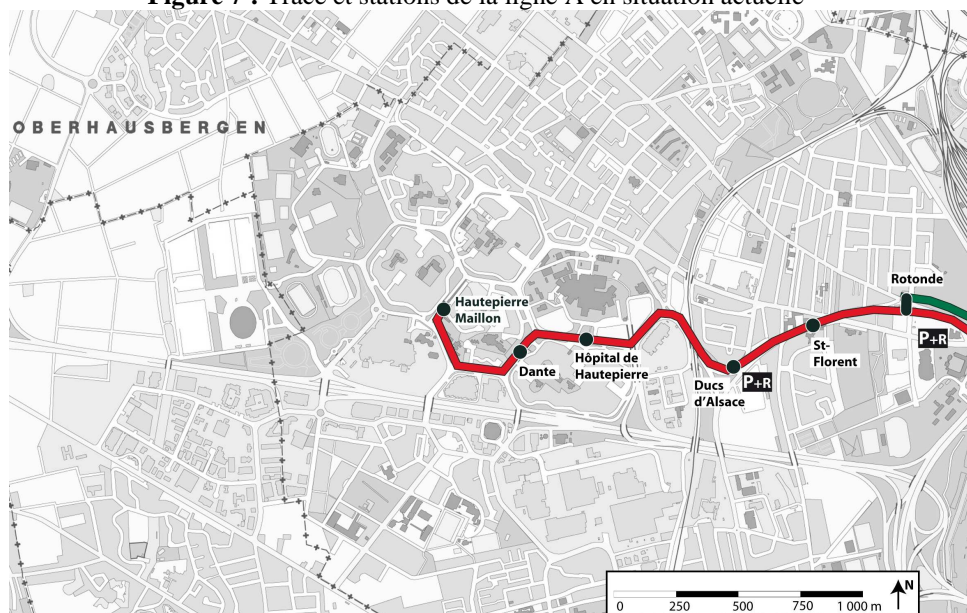 Figure 7 : Tracé et stations de la ligne A en situation actuelle
OBERHAUSBERGEN
Rotonde
Hautepierre
Maillon
P+R
St-
Florent
Hôpital de
Hautepierre
Dante
Ducs
d'Alsace
P+R
N
0 250 500 750 1 000 m